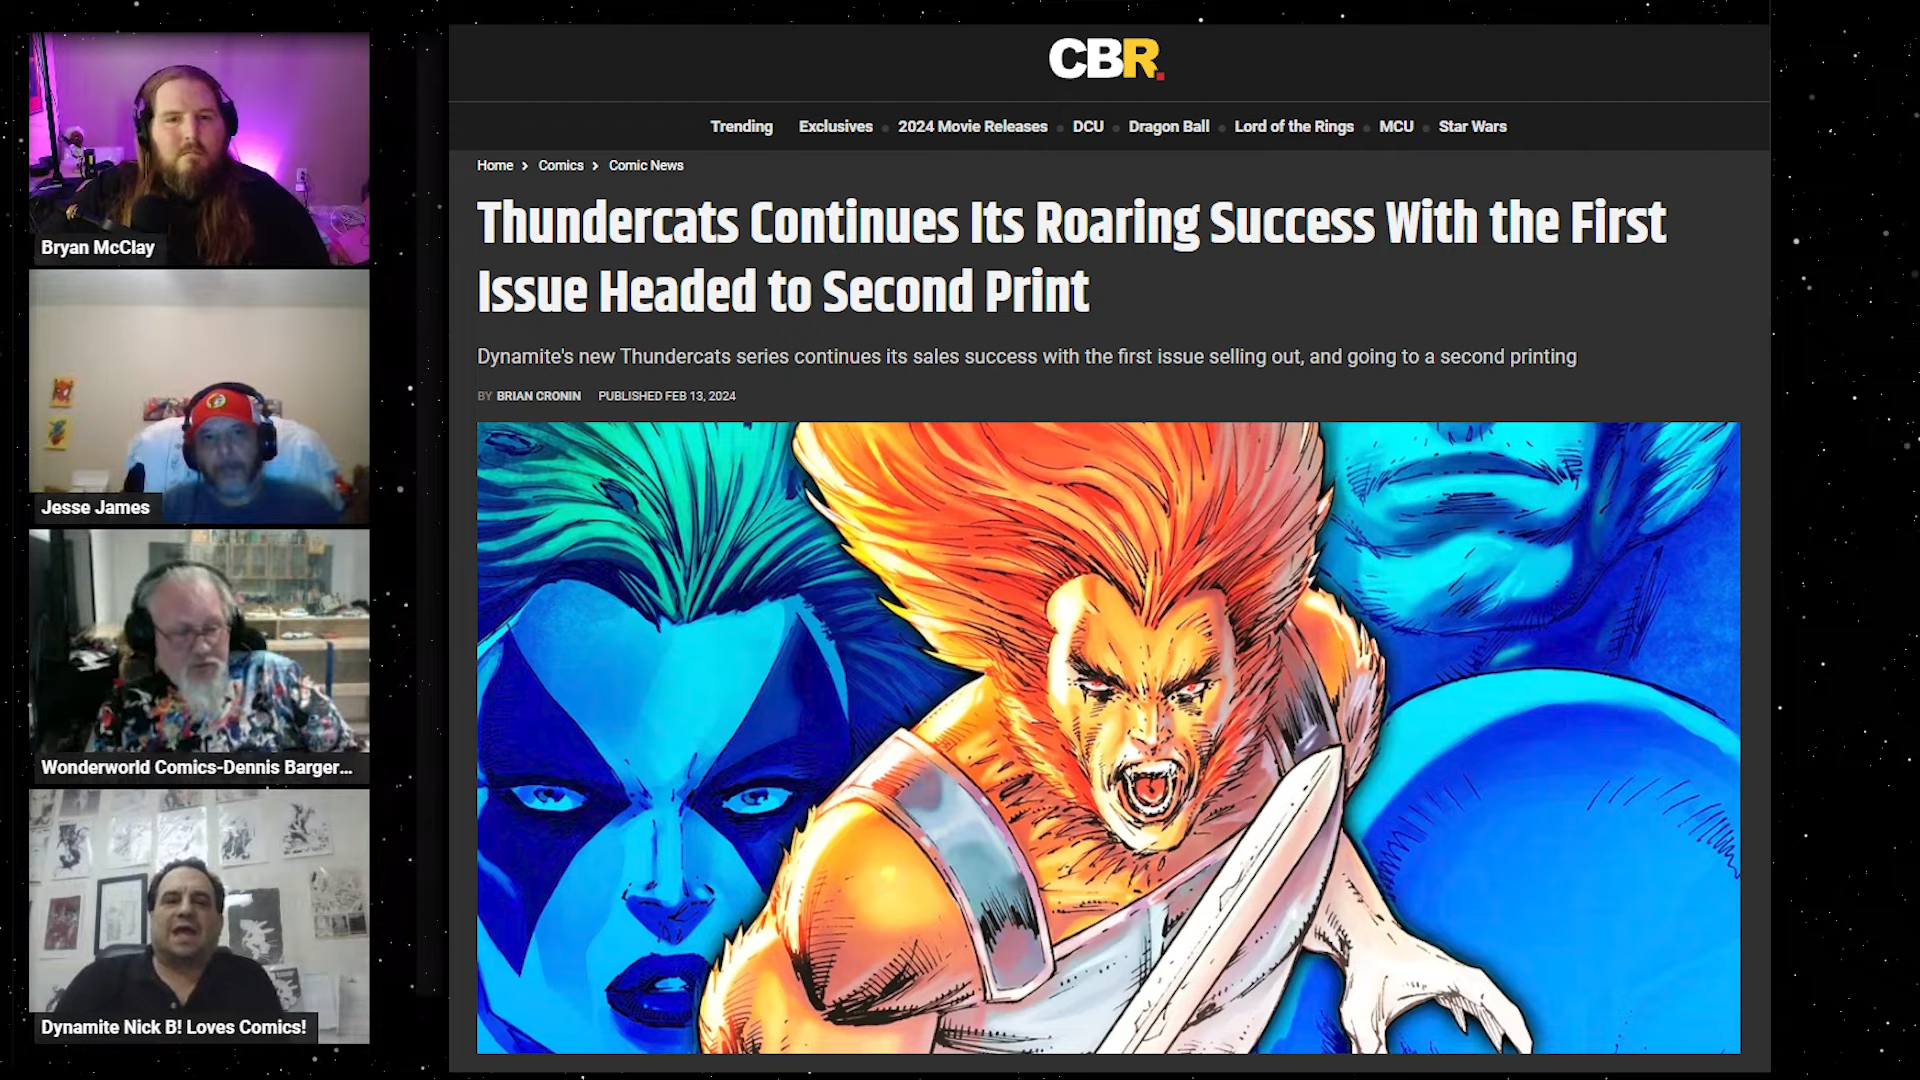 Bryan McClay
Jesse James
Wonderworld Comics-Dennis Barger...
Dynamite Nick B! Loves Comics!
CBR.
Trending Exclusives 2024 Movie Releases DCU Dragon Ball Lord of the Rings MCU Star Wars
Home > Comics > Comic News
Thundercats Continues Its Roaring Success With the First
Issue Headed to Second Print
Dynamite's new Thundercats series continues its sales success with the first issue selling out, and going to a second printing
BY BRIAN CRONIN PUBLISHED FEB 13, 2024